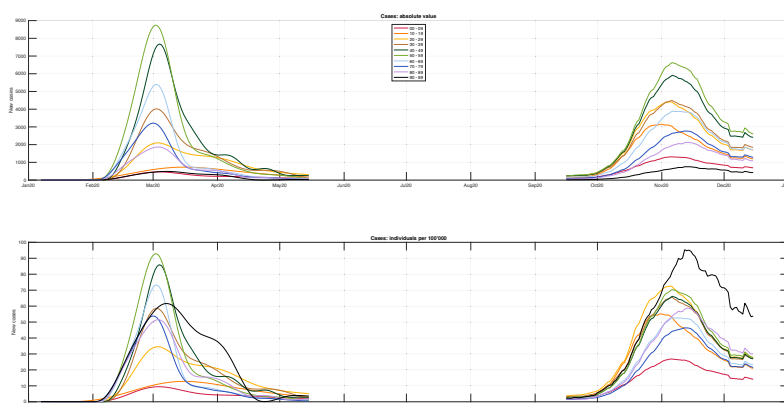 Cases: absolute value
9000
8000
7000
6000
5000
4000
3000
2000
1000
0
New cases
00 - 09
10 - 19
20 - 29
30 - 39
40 - 49
50 - 59
60 - 69
70 - 79
80 - 89
90 - 99
Jan20
Feb20
Mar20
Apr20
May20
Jun20
Jul20
Aug20
Sep20
Oct20
Nov20
Dec20
Cases: individuals per 100'000
100
90
80
70
60
50
40
30
20
10
0
New cases